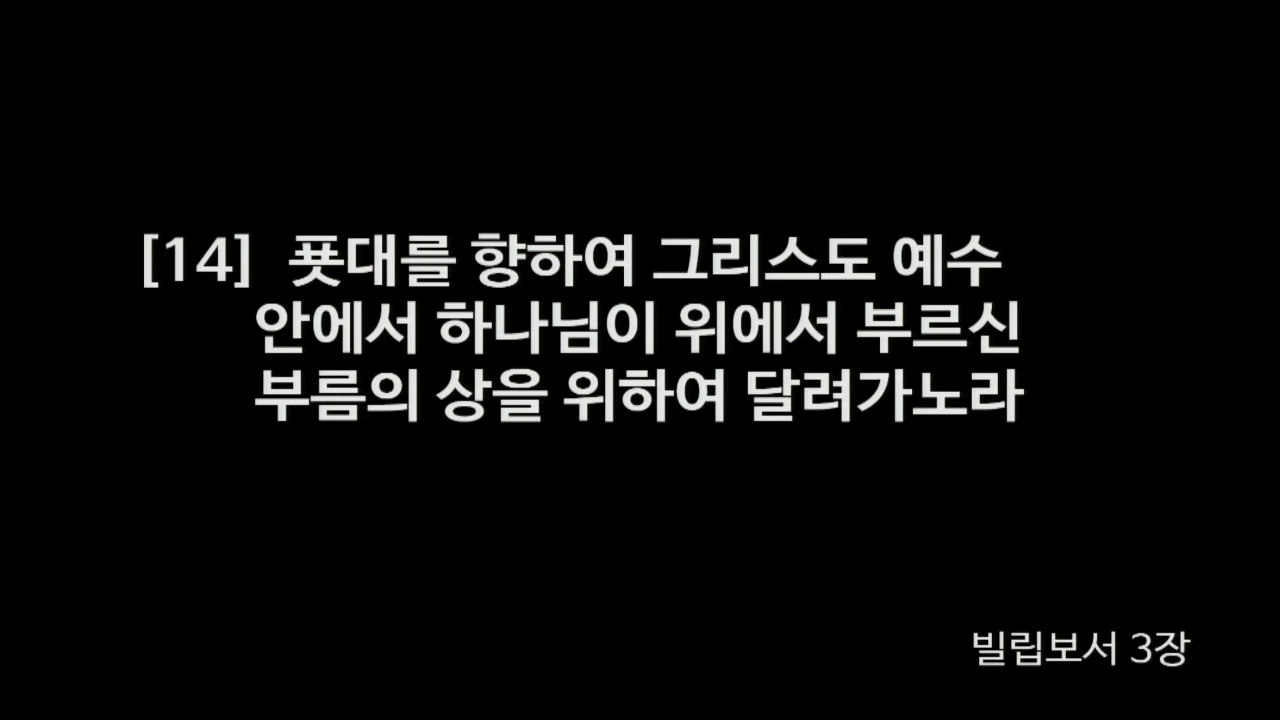 [14] 푯대를 향하여 그리스도 예수
안에서 하나님이 위에서 부르신
부름의 상을 위하여 달려가노라
빌립보서 3장